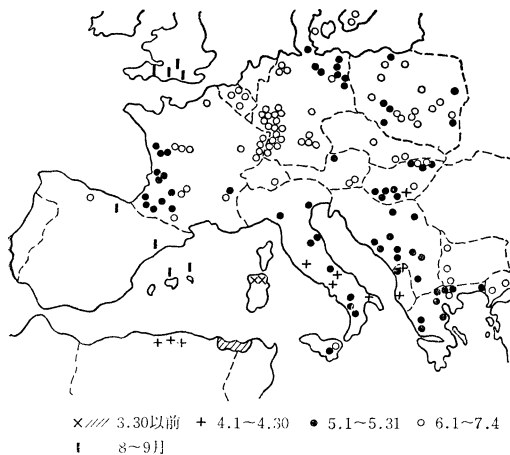 ×//// 3.30以前 + 4.1～4.30 ● 5.1～5.31 ○ 6.1～7.4
▮ 8～9月